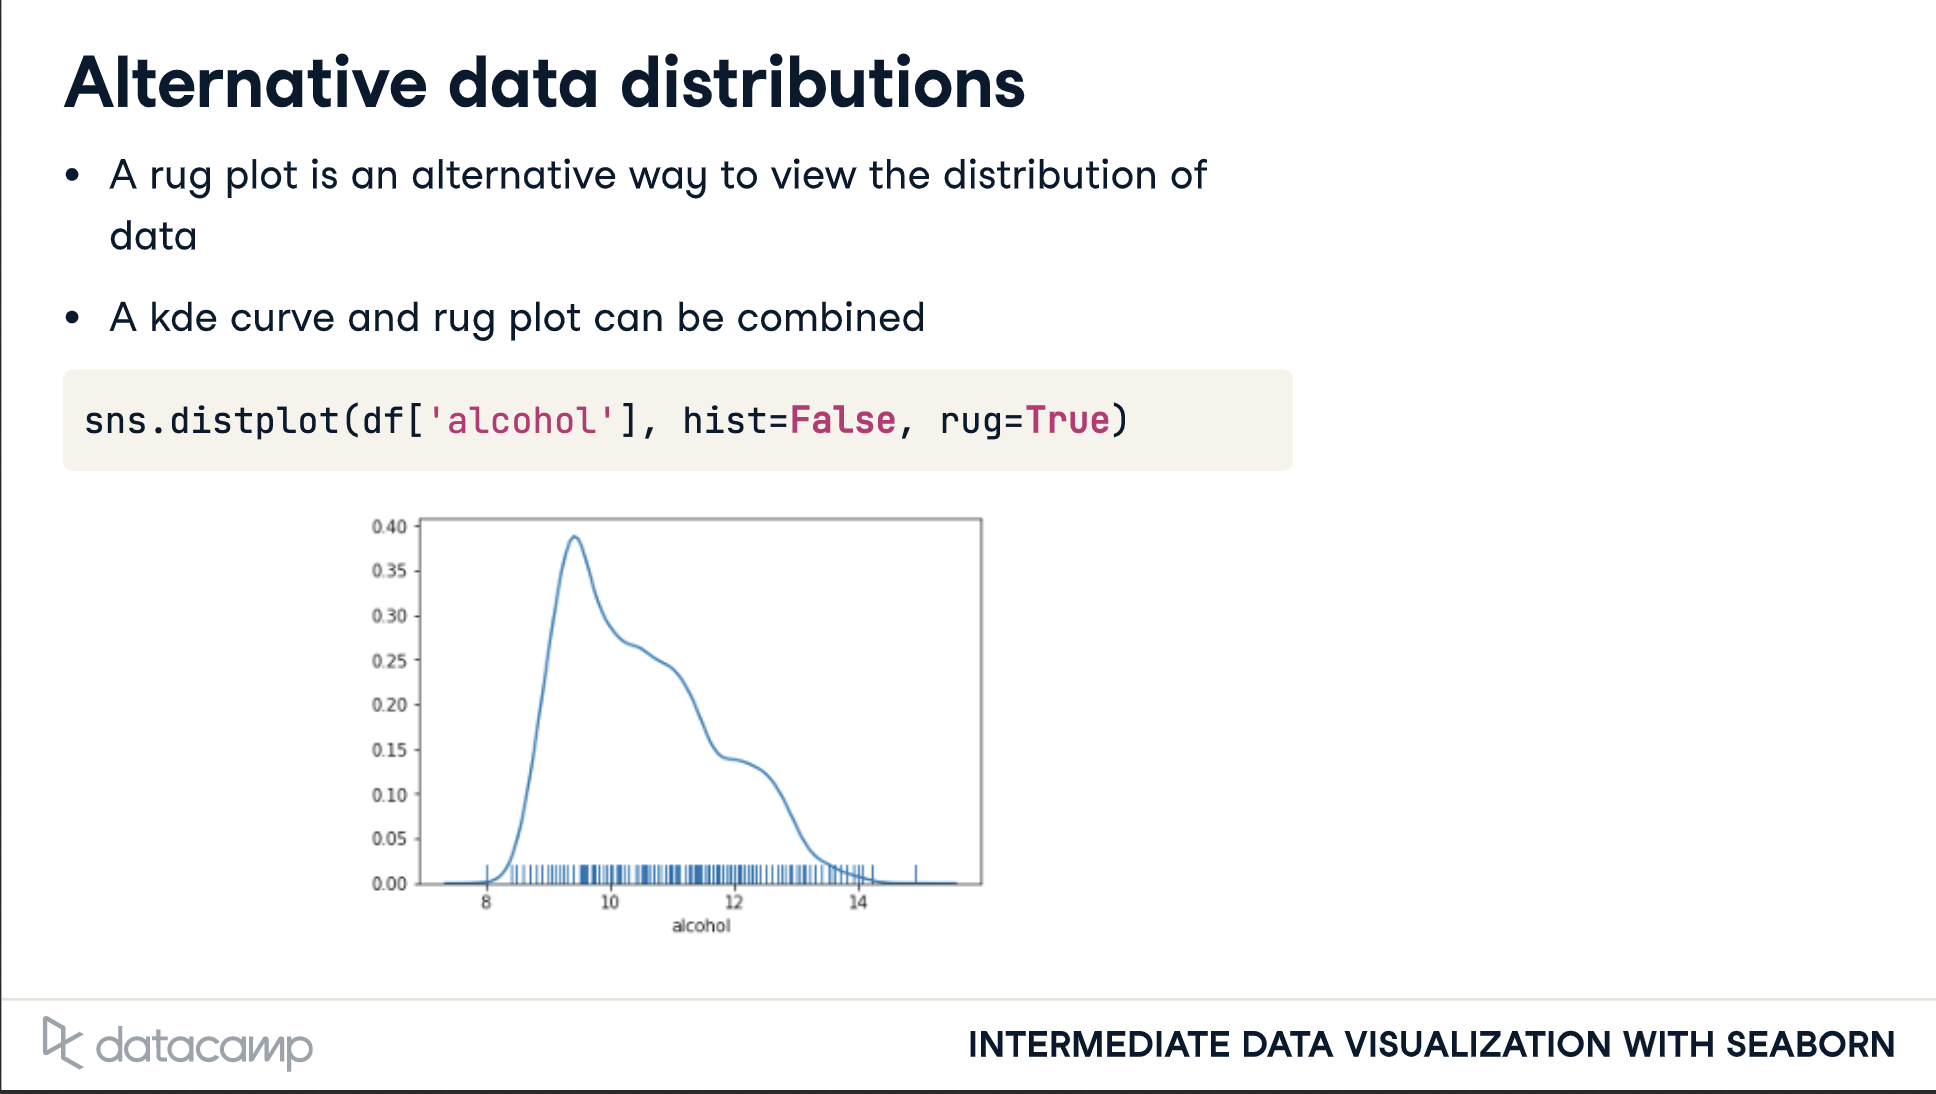 Alternative data distributions
• A rug plot is an alternative way to view the distribution of
data
• A kde curve and rug plot can be combined
sns.distplot(df['alcohol'], hist=False, rug=True)
0.40
0.35
0.30
0.25
0.20
0.15
0.10
0.05
0.00
8 10 12 14
alcohol
datacamp
INTERMEDIATE DATA VISUALIZATION WITH SEABORN